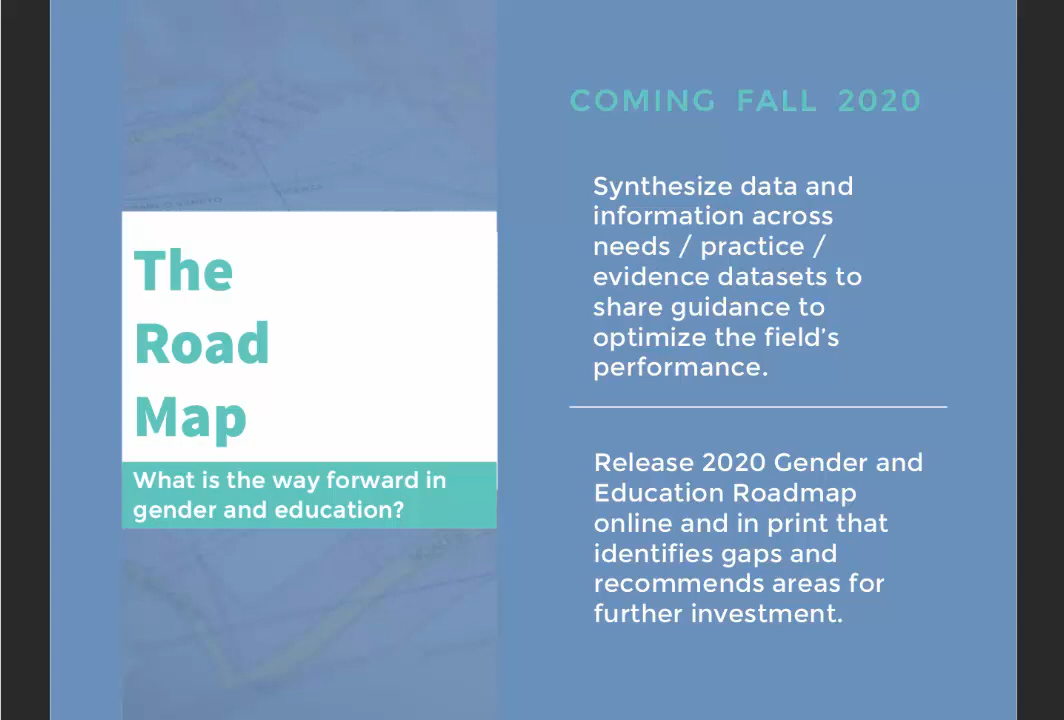 The
Road
Map
What is the way forward in
gender and education?
COMING FALL 2020
Synthesize data and
information across
needs / practice /
evidence datasets to
share guidance to
optimize the field’s
performance.
Release 2020 Gender and
Education Roadmap
online and in print that
identifies gaps and
recommends areas for
further investment.